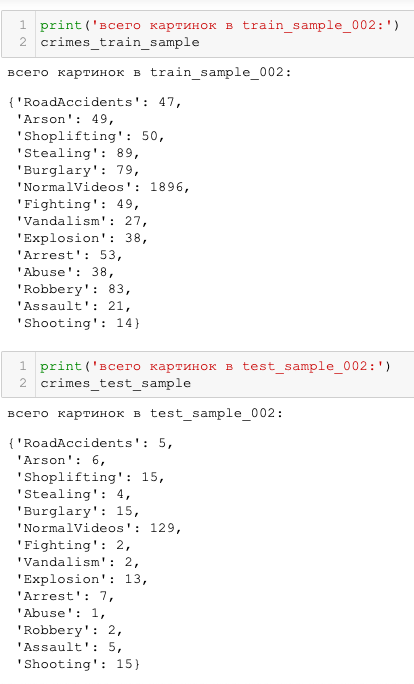 1 print('всего картинок в train_sample_002:')
2 crimes_train_sample
всего картинок в train_sample_002:
{'RoadAccidents': 47,
'Arson': 49,
'Shoplifting': 50,
'Stealing': 89,
'Burglary': 79,
'NormalVideos': 1896,
'Fighting': 49,
'Vandalism': 27,
'Explosion': 38,
'Arrest': 53,
'Abuse': 38,
'Robbery': 83,
'Assault': 21,
'Shooting': 14}
1 print('всего картинок в test_sample_002:')
2 crimes_test_sample
всего картинок в test_sample_002:
{'RoadAccidents': 5,
'Arson': 6,
'Shoplifting': 15,
'Stealing': 4,
'Burglary': 15,
'NormalVideos': 129,
'Fighting': 2,
'Vandalism': 2,
'Explosion': 13,
'Arrest': 7,
'Abuse': 1,
'Robbery': 2,
'Assault': 5,
'Shooting': 15}